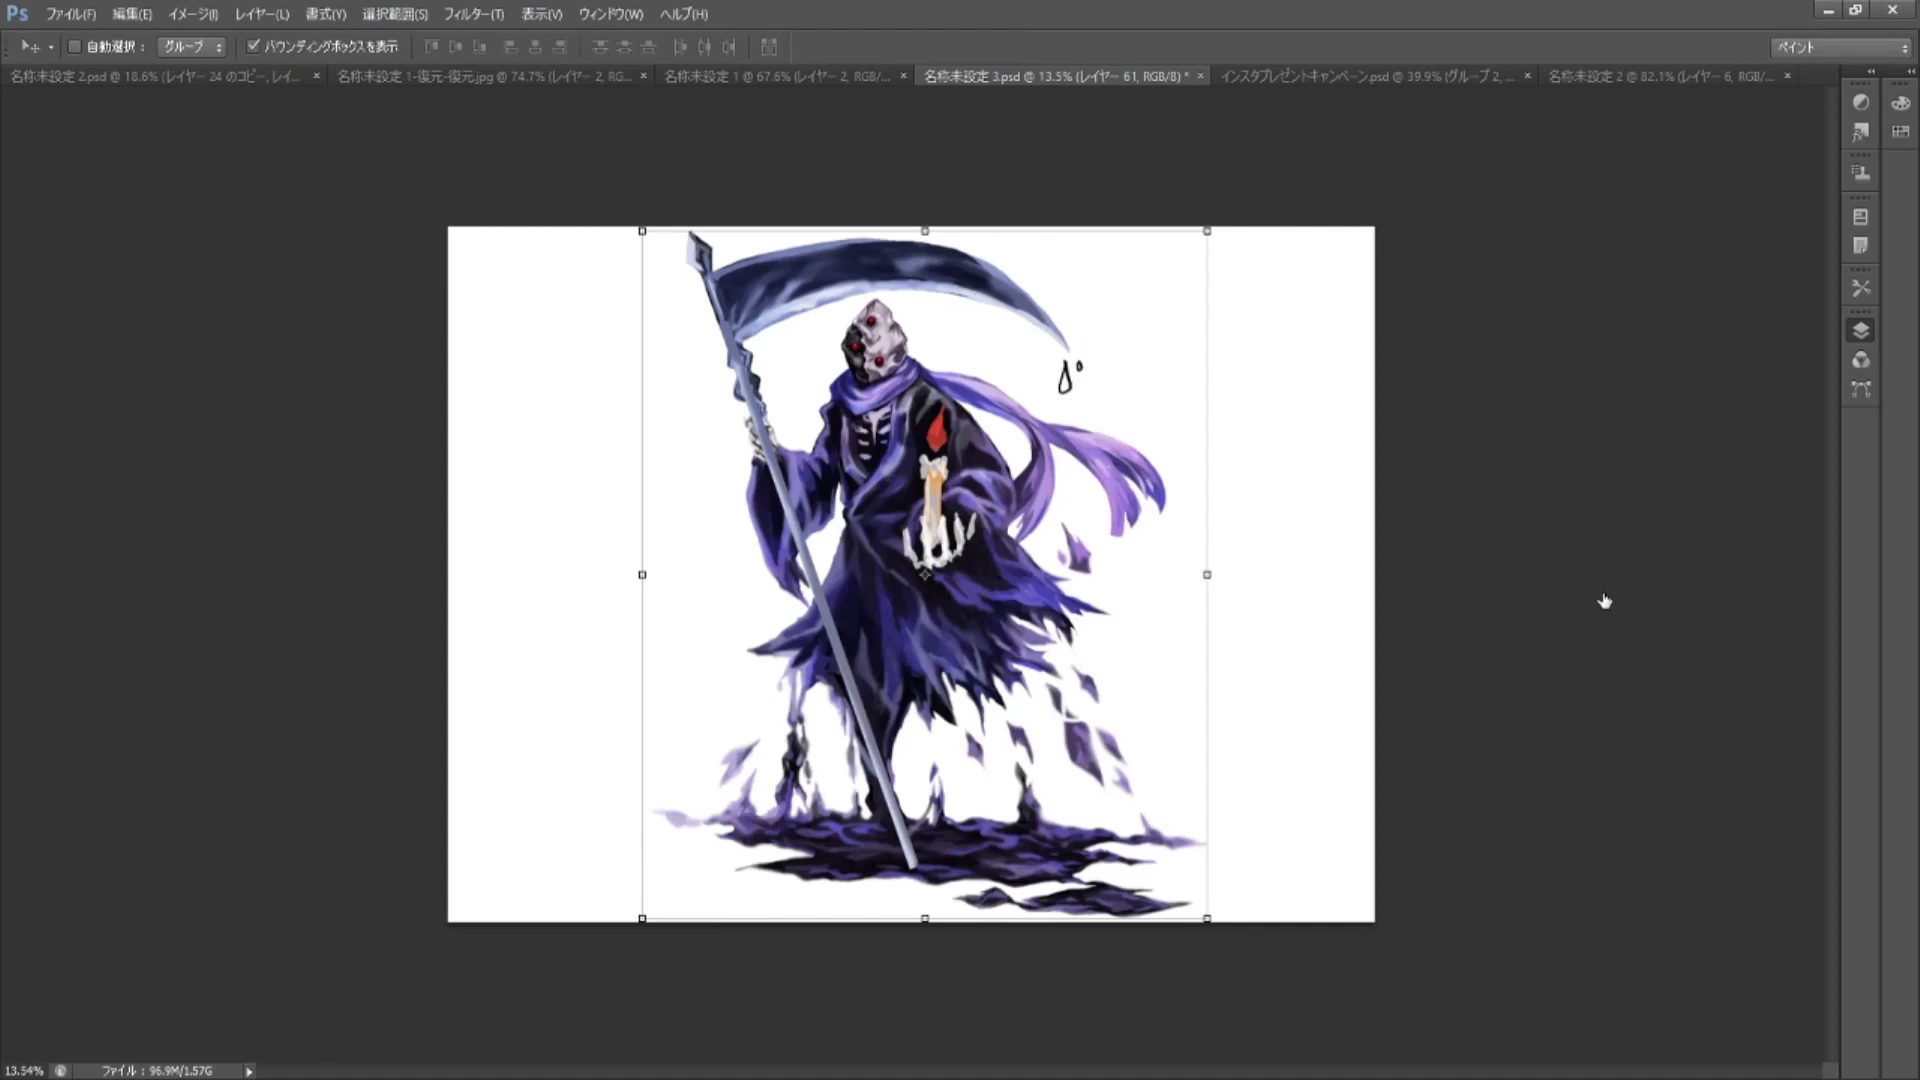 Ps ファイル(F) 編集(E) イメージ(I) レイヤー(L) 書式(Y) 選択範囲(S) フィルター(T) 表示(V) ウィンドウ(W) ヘルプ(H)
自動選択： グループ バウンディングボックスを表示 ペイント
名称未設定 2.psd @ 18.6% (レイヤー 24 のコピー, レイ... × 名称未設定 1-復元-復元.jpg @ 74.7% (レイヤー 2, RG... × 名称未設定 1 @ 67.6% (レイヤー 2, RGB/... × 名称未設定 3.psd @ 13.5% (レイヤー 61, RGB/8) * × インスタプレゼントキャンペーン.psd @ 39.9% (グループ 2, ... × 名称未設定 2 @ 82.1% (レイヤー 6, RGB/... ×
13.54% ファイル : 96.9M/1.57G